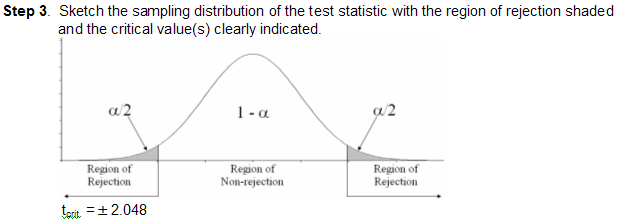 Step 3. Sketch the sampling distribution of the test statistic with the region of rejection shaded
and the critical value(s) clearly indicated.
α/2 1 - α α/2
Region of Region of Region of
Rejection Non-rejection Rejection
tcrit. = ± 2.048